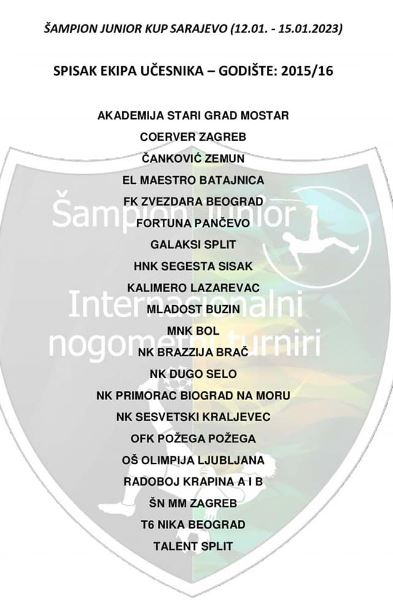 ŠAMPION JUNIOR KUP SARAJEVO (12.01. - 15.01.2023)
SPISAK EKIPA UČESNIKA – GODIŠTE: 2015/16
AKADEMIJA STARI GRAD MOSTAR
COERVER ZAGREB
ČANKOVIĆ ZEMUN
EL MAESTRO BATAJNICA
FK ZVEZDARA BEOGRAD
Šampion Junior
FORTUNA PANČEVO
GALAKSI SPLIT
HNK SEGESTA SISAK
KALIMERO LAZAREVAC
Internacionalni
MLADOST BUZIN
MNK BOL
nogometni turniri
NK BRAZZIJA BRAČ
NK DUGO SELO
NK PRIMORAC BIOGRAD NA MORU
NK SESVETSKI KRALJEVEC
OFK POŽEGA POŽEGA
OŠ OLIMPIJA LJUBLJANA
RADOBOJ KRAPINA A I B
ŠN MM ZAGREB
T6 NIKA BEOGRAD
TALENT SPLIT